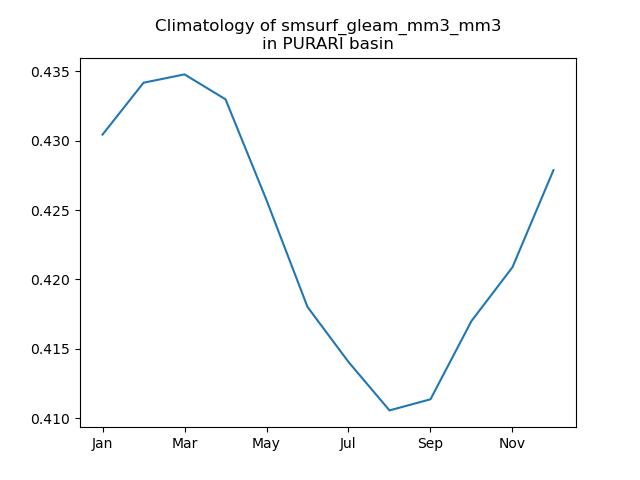 Climatology of smsurf_gleam_mm3_mm3
in PURARI basin
0.435
0.430
0.425
0.420
0.415
0.410
Jan
Mar
May
Jul
Sep
Nov